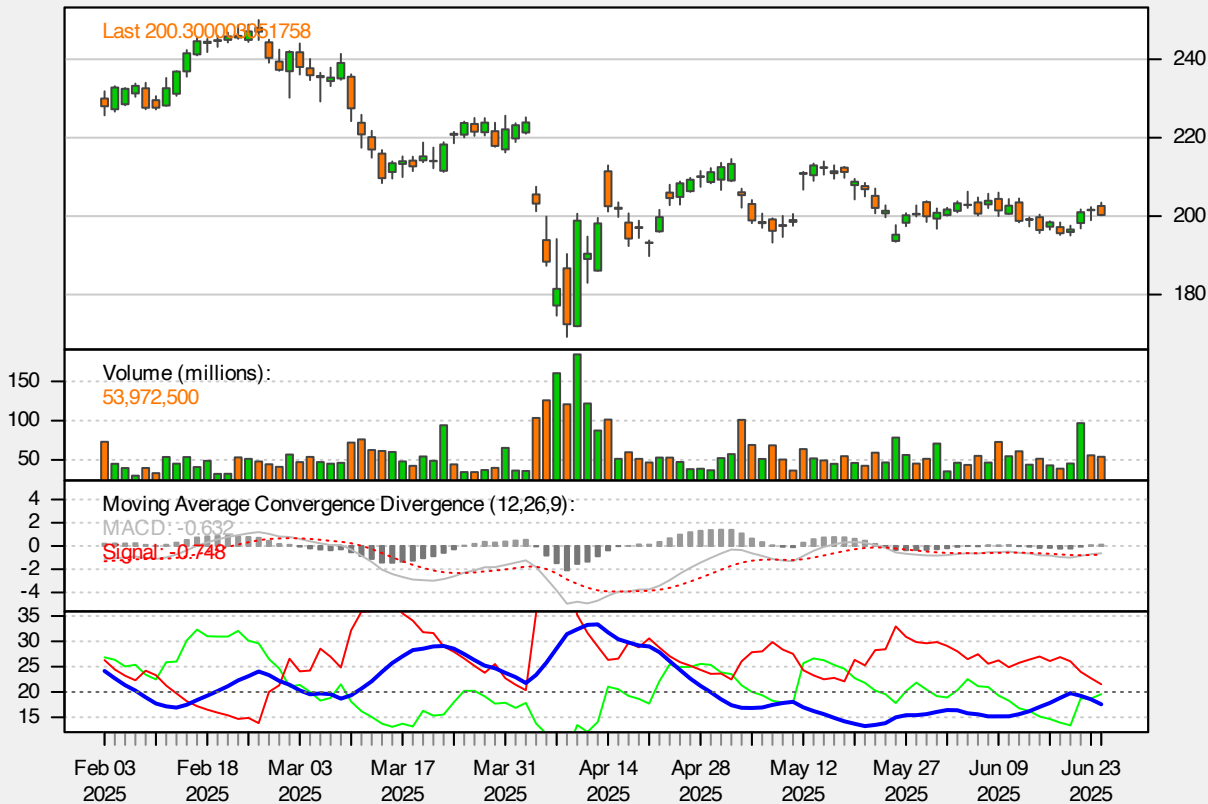 Last 200.300003051758
240
220
200
180
Volume (millions):
53,972,500
150
100
50
Moving Average Convergence Divergence (12,26,9):
MACD: -0.632
Signal: -0.748
4
2
0
-2
-4
35
30
25
20
15
Feb 03 Feb 18 Mar 03 Mar 17 Mar 31 Apr 14 Apr 28 May 12 May 27 Jun 09 Jun 23
2025 2025 2025 2025 2025 2025 2025 2025 2025 2025 2025